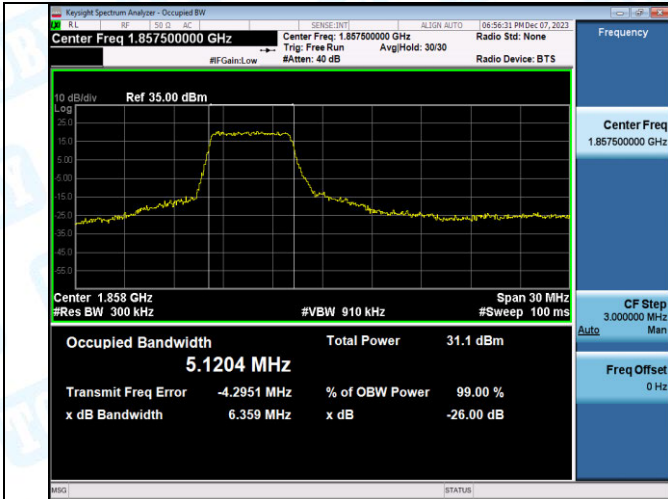 Keysight Spectrum Analyzer - Occupied BW
RL RF 50 Ω AC SENSE:INT ALIGN AUTO 06:56:31 PM Dec 07, 2023
Center Freq 1.857500000 GHz Center Freq: 1.857500000 GHz Radio Std: None Frequency
Trig: Free Run Avg|Hold: 30/30
#IFGain:Low #Atten: 40 dB Radio Device: BTS
10 dB/div Ref 35.00 dBm
Log
25.0
15.0
5.00
-5.00
-15.0
-25.0
-35.0
-45.0
-55.0
Center Freq
1.857500000 GHz
Center 1.858 GHz Span 30 MHz
#Res BW 300 kHz #VBW 910 kHz #Sweep 100 ms
CF Step
3.000000 MHz
Auto Man
Occupied Bandwidth Total Power 31.1 dBm
5.1204 MHz
Transmit Freq Error -4.2951 MHz % of OBW Power 99.00 %
x dB Bandwidth 6.359 MHz x dB -26.00 dB
Freq Offset
0 Hz
MSG STATUS